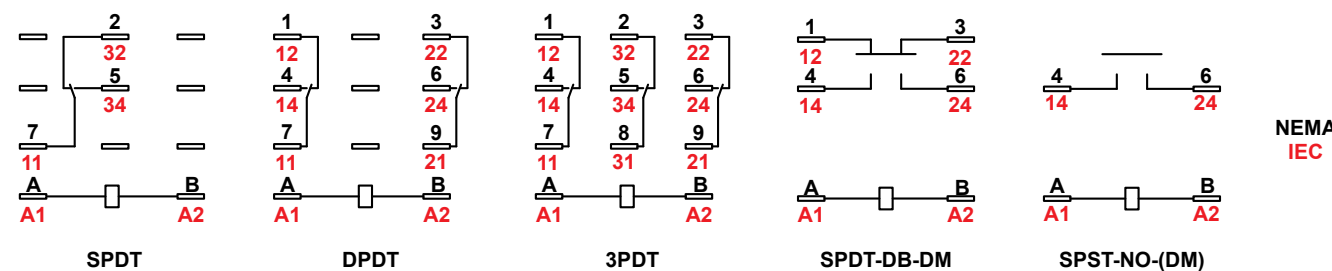 2 1 3 1 2 3 1 3
32 12 22 12 32 22 12 22
5 4 6 4 5 6 4 6 4 6
34 14 24 14 34 24 14 24 14 24
7 7 9 7 8 9 NEMA
11 11 21 11 31 21 IEC
A B A B A B A B A B
A1 A2 A1 A2 A1 A2 A1 A2 A1 A2
SPDT DPDT 3PDT SPDT-DB-DM SPST-NO-(DM)